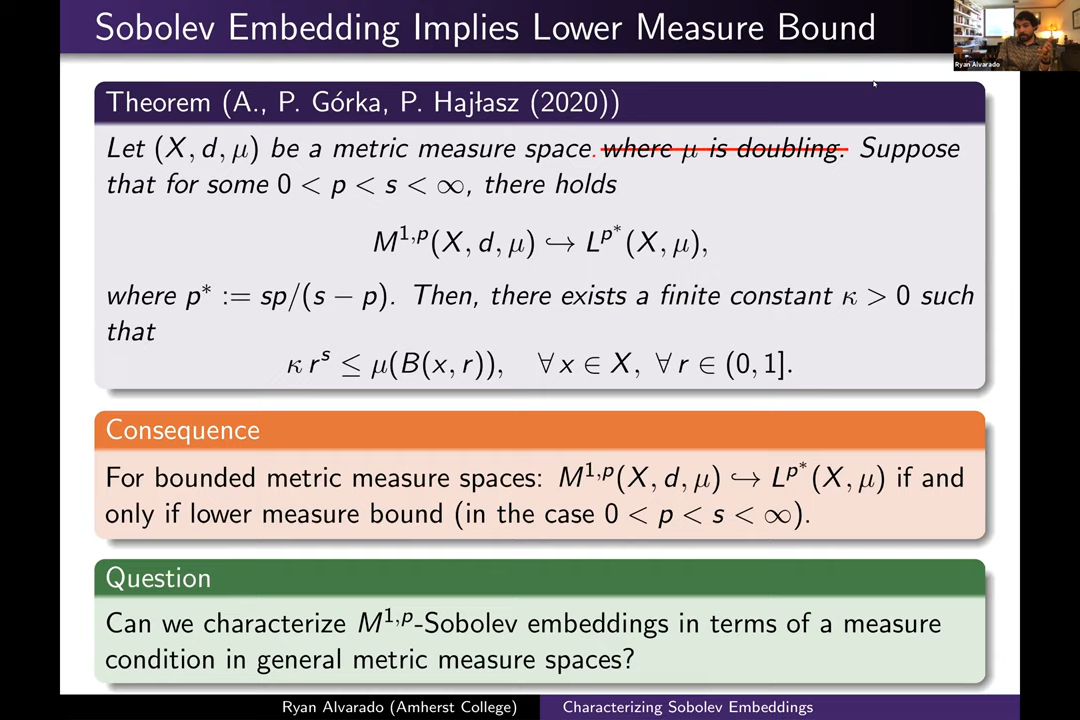 Sobolev Embedding Implies Lower Measure Bound
Ryan Alvarado
Theorem (A., P. Górka, P. Hajłasz (2020))
Let (X, d, μ) be a metric measure space. where μ is doubling. Suppose
that for some 0 < p < s < ∞, there holds
M^{1,p}(X, d, μ) ↪ L^{p*}(X, μ),
where p* := sp/(s − p). Then, there exists a finite constant κ > 0 such
that
κ r^s ≤ μ(B(x, r)), ∀ x ∈ X, ∀ r ∈ (0, 1].
Consequence
For bounded metric measure spaces: M^{1,p}(X, d, μ) ↪ L^{p*}(X, μ) if and
only if lower measure bound (in the case 0 < p < s < ∞).
Question
Can we characterize M^{1,p}-Sobolev embeddings in terms of a measure
condition in general metric measure spaces?
Ryan Alvarado (Amherst College) Characterizing Sobolev Embeddings